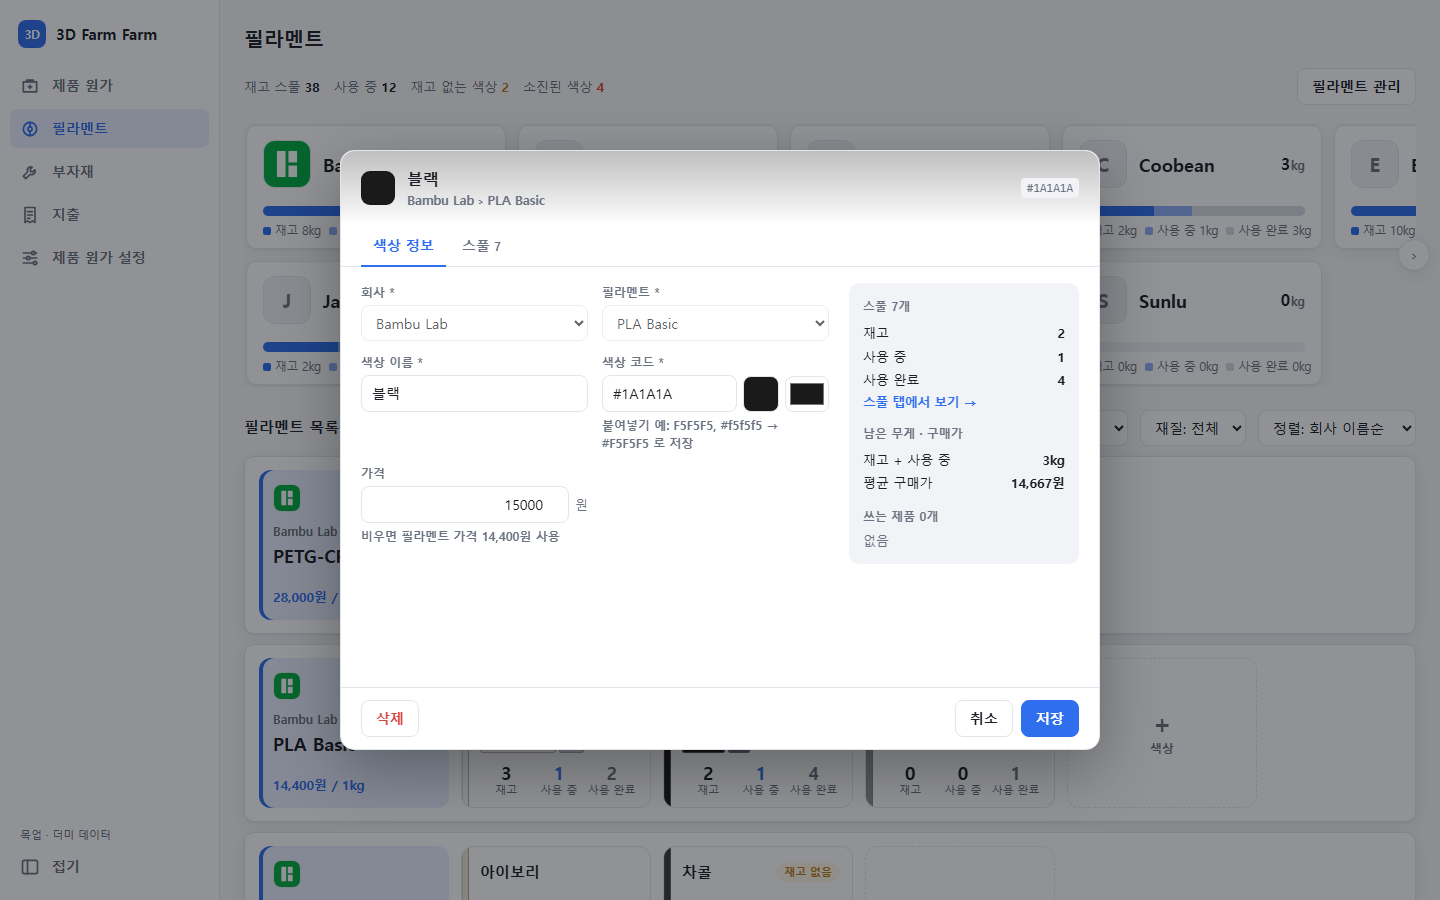 3D 3D Farm Farm
제품 원가
필라멘트
부자재
지출
제품 원가 설정
목업 · 더미 데이터
접기
필라멘트
재고 스풀 38 사용 중 12 재고 없는 색상 2 소진된 색상 4
필라멘트 관리
Ba
재고 8kg
C Coobean 3kg
재고 2kg 사용 중 1kg 사용 완료 3kg
E
재고 10kg
›
J Ja
재고 2kg
S Sunlu 0kg
재고 0kg 사용 중 0kg 사용 완료 0kg
필라멘트 목록
재질: 전체
정렬: 회사 이름순
Bambu Lab
PETG-CF
28,000원 /
Bambu Lab
PLA Basic
14,400원 / 1kg
3 1 2
재고 사용 중 사용 완료
2 1 4
재고 사용 중 사용 완료
0 0 1
재고 사용 중 사용 완료
+
색상
아이보리
차콜 재고 없음
블랙
Bambu Lab › PLA Basic
#1A1A1A
색상 정보 스풀 7
회사 *
Bambu Lab
필라멘트 *
PLA Basic
색상 이름 *
블랙
색상 코드 *
#1A1A1A
붙여넣기 예: F5F5F5, #f5f5f5 →
#F5F5F5 로 저장
가격
15000 원
비우면 필라멘트 가격 14,400원 사용
스풀 7개
재고 2
사용 중 1
사용 완료 4
스풀 탭에서 보기 →
남은 무게 · 구매가
재고 + 사용 중 3kg
평균 구매가 14,667원
쓰는 제품 0개
없음
삭제
취소
저장